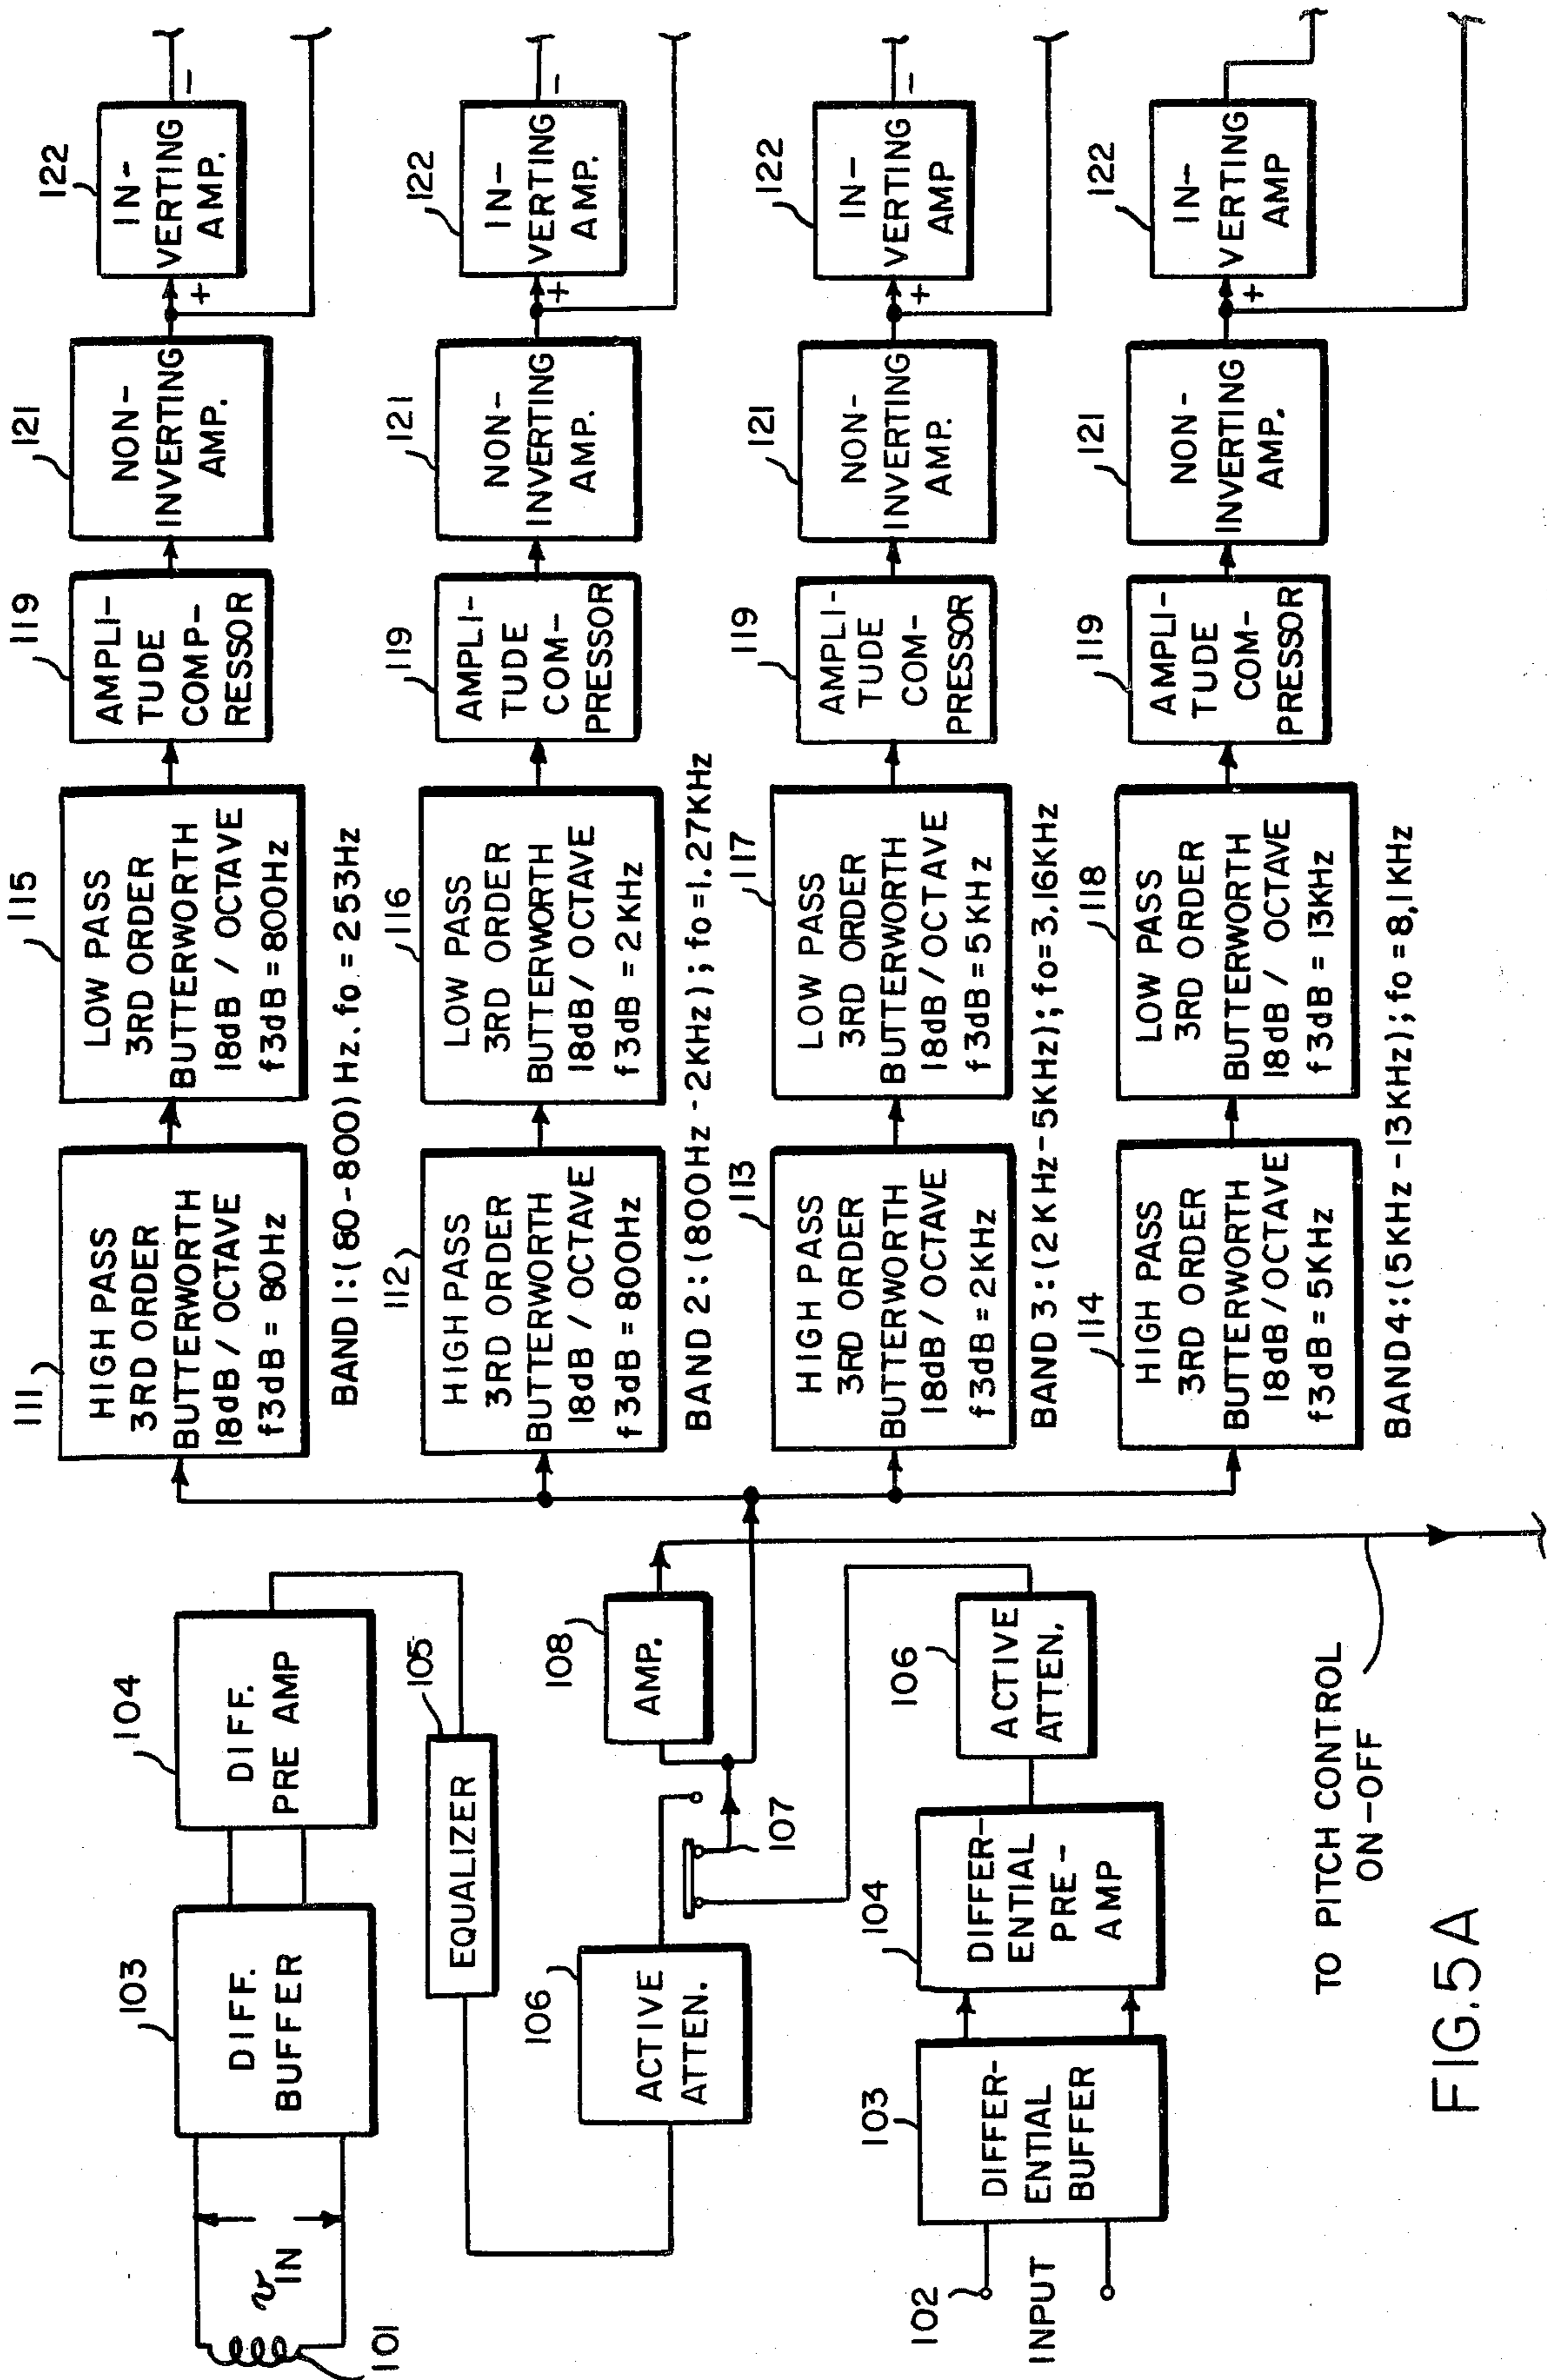 101
v IN
103
DIFF.
BUFFER
104
DIFF.
PRE AMP
105
EQUALIZER
106
ACTIVE
ATTEN.
107
108
AMP.
102
INPUT
103
DIFFER-
ENTIAL
BUFFER
104
DIFFER-
ENTIAL
PRE-
AMP
106
ACTIVE
ATTEN.
TO PITCH CONTROL
ON-OFF
111
HIGH PASS
3RD ORDER
BUTTERWORTH
18dB/OCTAVE
f3dB = 80Hz
115
LOW PASS
3RD ORDER
BUTTERWORTH
18dB / OCTAVE
f3dB = 800Hz
119
AMPLI-
TUDE
COMP-
RESSOR
121
NON-
INVERTING
AMP.
+
122
IN-
VERTING
AMP.
-
BAND 1:(80-800)Hz.fo = 253Hz
112
HIGH PASS
3RD ORDER
BUTTERWORTH
18dB / OCTAVE
f3dB = 800Hz
116
LOW PASS
3RD ORDER
BUTTERWORTH
18dB/OCTAVE
f3dB = 2KHz
119
AMPLI-
TUDE
COM-
PRESSOR
121
NON-
INVERTING
AMP.
+
122
IN-
VERTING
AMP.
-
BAND 2:(800Hz-2KHz);fo=1.27KHz
113
HIGH PASS
3RD ORDER
BUTTERWORTH
18dB/OCTAVE
f3dB=2KHz
117
LOW PASS
3RD ORDER
BUTTERWORTH
18dB/OCTAVE
f3dB=5KHz
119
AMPLI-
TUDE
COM-
PRESSOR
121
NON-
INVERTING
AMP.
+
122
IN-
VERTING
AMP
-
BAND 3:(2KHz-5KHz);fo=3.16KHz
114
HIGH PASS
3RD ORDER
BUTTERWORTH
18dB/OCTAVE
f3dB=5KHz
118
LOW PASS
3RD ORDER
BUTTERWORTH
18dB / OCTAVE
f3dB = 13KHz
119
AMPLI-
TUDE
COM-
PRESSOR
121
NON-
INVERTING
AMP.
+
122
IN-
VERTING
AMP
BAND4:(5KHz-13KHz);fo=8.1KHz
FIG.5A